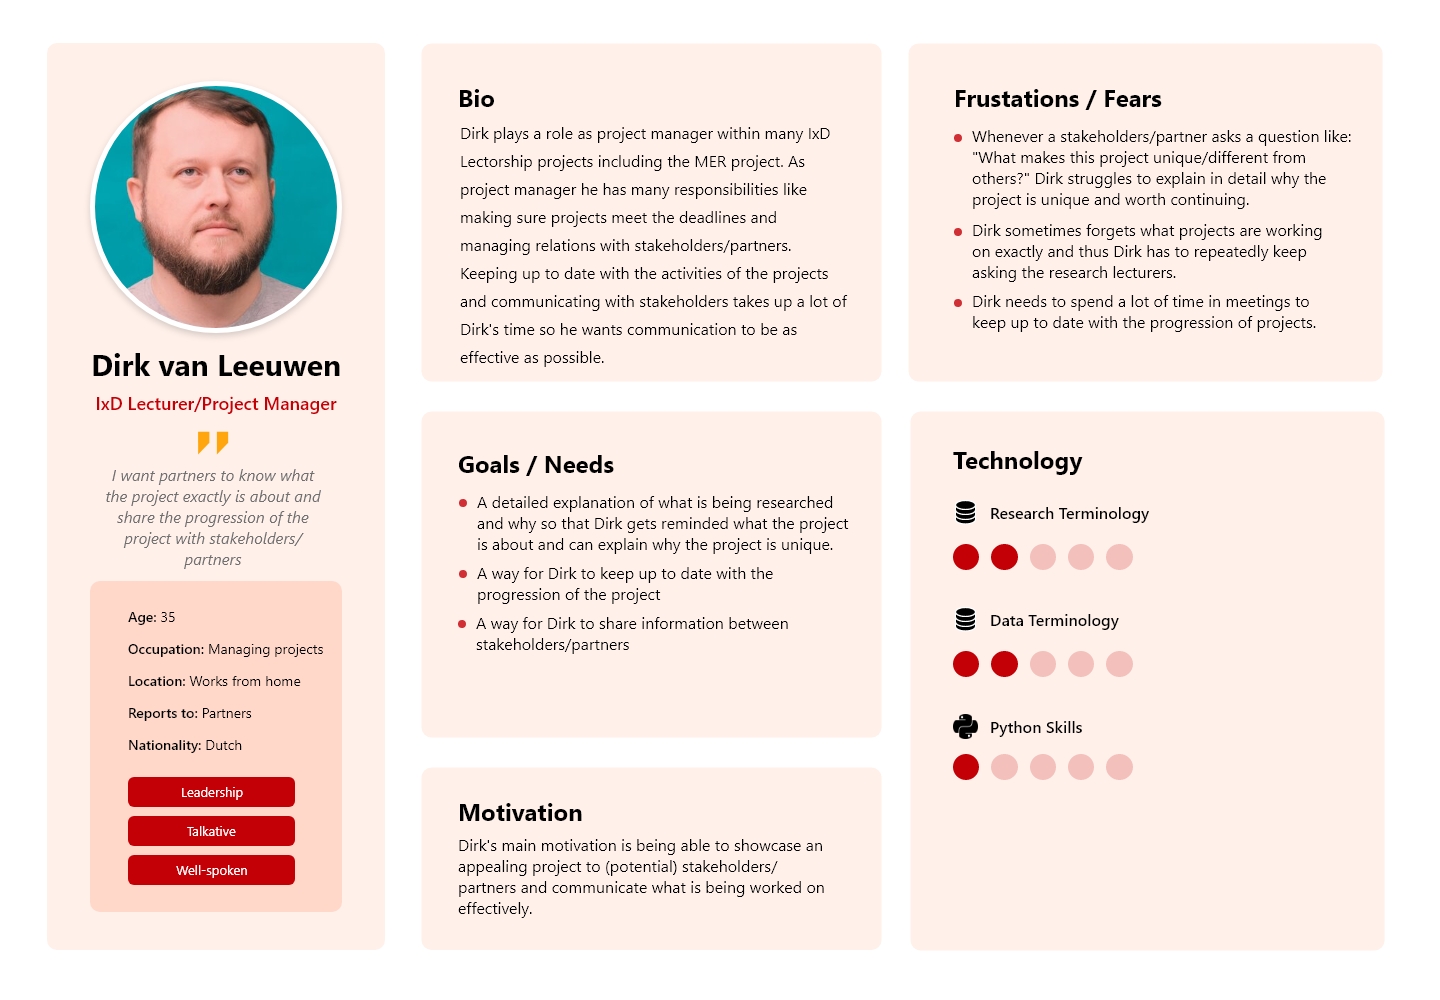 Dirk van Leeuwen
IxD Lecturer/Project Manager
I want partners to know what
the project exactly is about and
share the progression of the
project with stakeholders/
partners
Age: 35
Occupation: Managing projects
Location: Works from home
Reports to: Partners
Nationality: Dutch
Leadership
Talkative
Well-spoken
Bio
Dirk plays a role as project manager within many IxD
Lectorship projects including the MER project. As
project manager he has many responsibilities like
making sure projects meet the deadlines and
managing relations with stakeholders/partners.
Keeping up to date with the activities of the projects
and communicating with stakeholders takes up a lot of
Dirk's time so he wants communication to be as
effective as possible.
Goals / Needs
A detailed explanation of what is being researched
and why so that Dirk gets reminded what the project
is about and can explain why the project is unique.
A way for Dirk to keep up to date with the
progression of the project
A way for Dirk to share information between
stakeholders/partners
Motivation
Dirk's main motivation is being able to showcase an
appealing project to (potential) stakeholders/
partners and communicate what is being worked on
effectively.
Frustations / Fears
Whenever a stakeholders/partner asks a question like:
"What makes this project unique/different from
others?" Dirk struggles to explain in detail why the
project is unique and worth continuing.
Dirk sometimes forgets what projects are working
on exactly and thus Dirk has to repeatedly keep
asking the research lecturers.
Dirk needs to spend a lot of time in meetings to
keep up to date with the progression of projects.
Technology
Research Terminology
Data Terminology
Python Skills